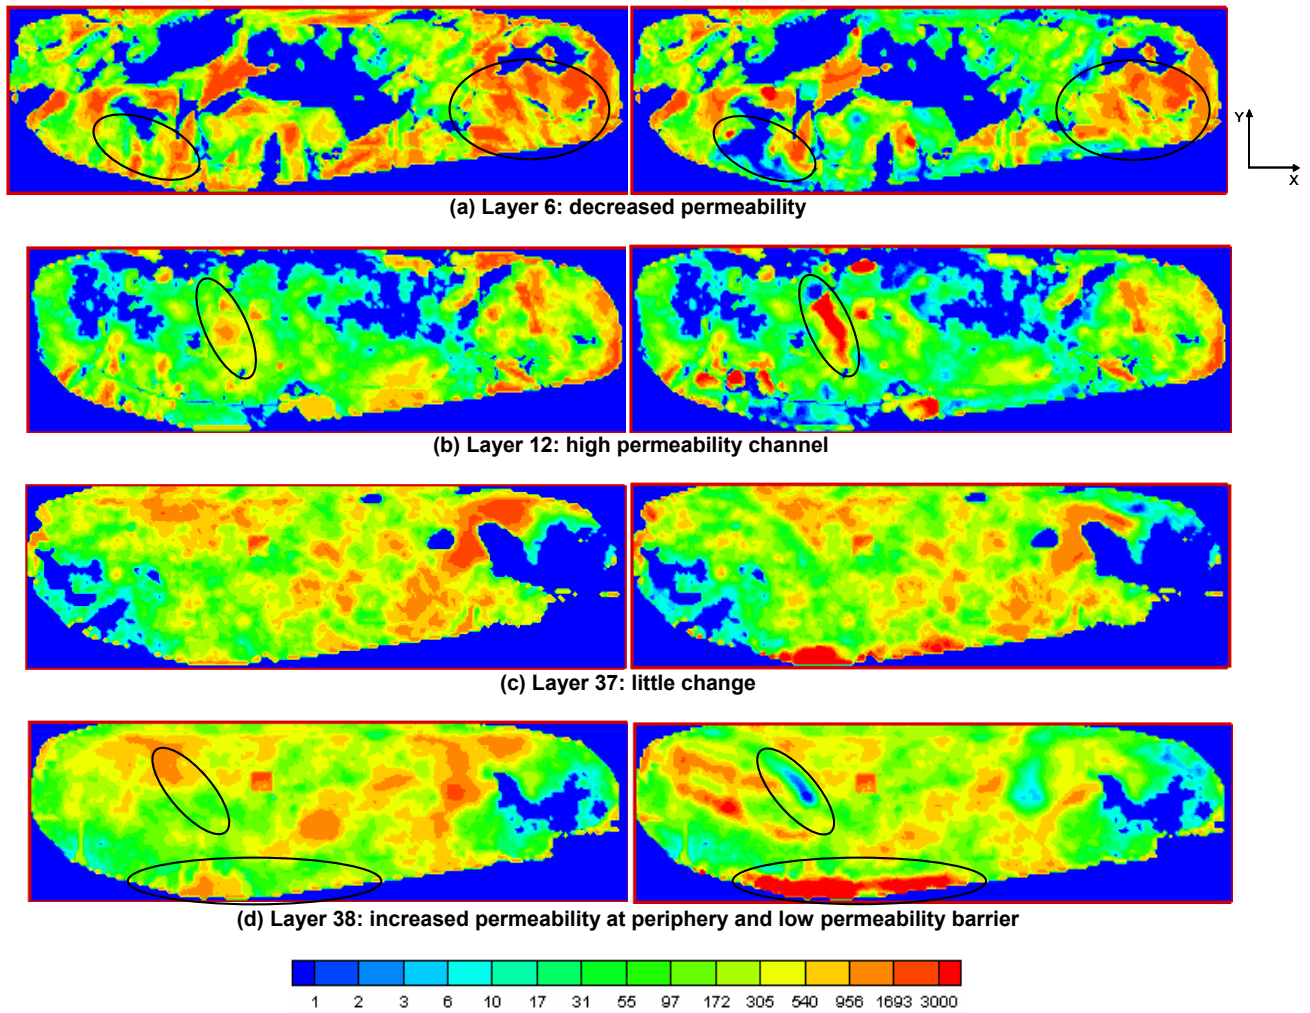 Y
X
(a) Layer 6: decreased permeability
(b) Layer 12: high permeability channel
(c) Layer 37: little change
(d) Layer 38: increased permeability at periphery and low permeability barrier
1 2 3 6 10 17 31 55 97 172 305 540 956 1693 3000